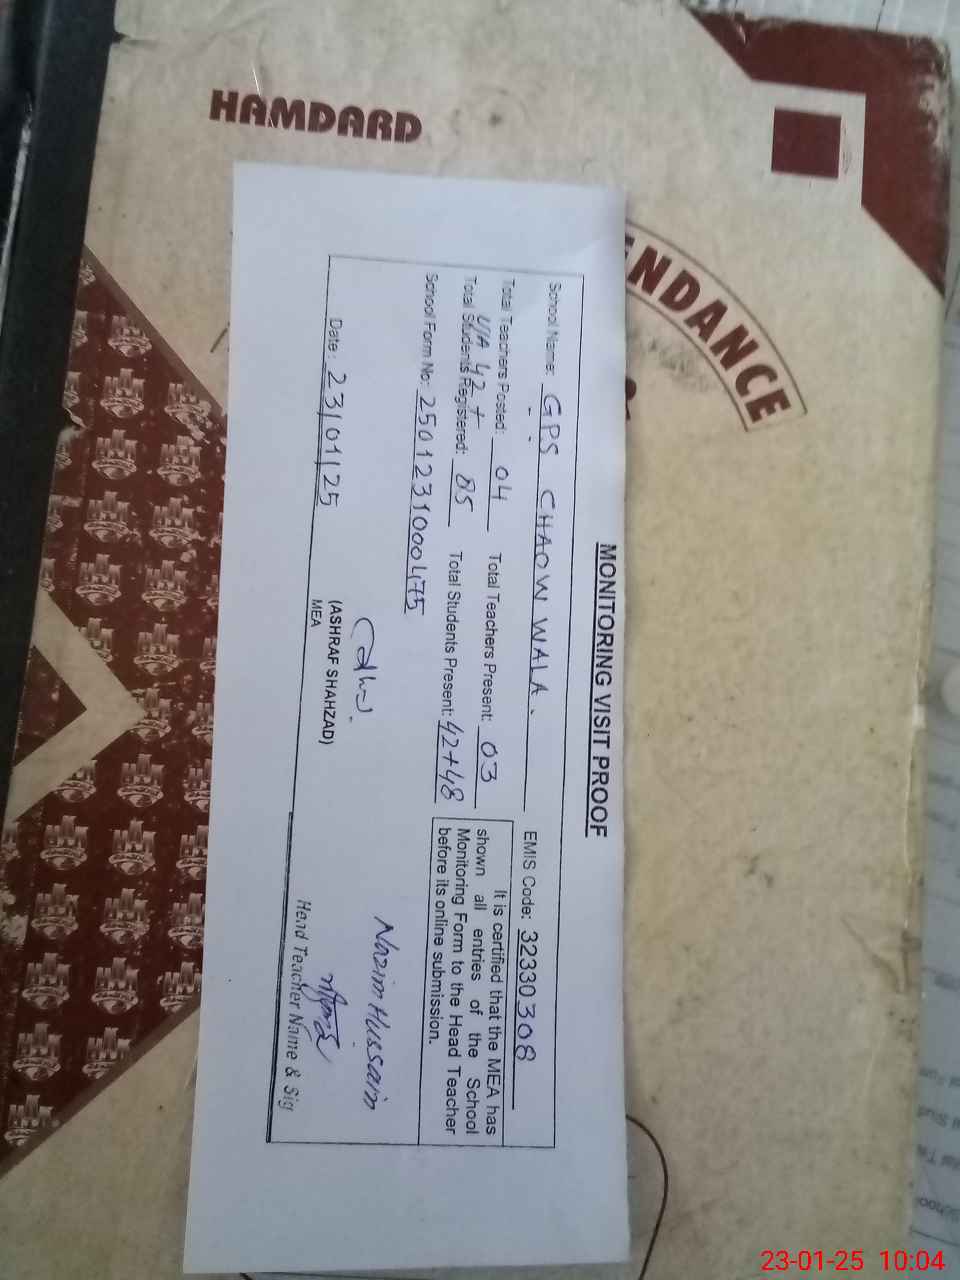 HAMDARD
ENDANCE
MONITORING VISIT PROOF
School Name: GPS CHAOWWALA. EMIS Code: 32330308
Total Teachers Posted: 04 Total Teachers Present: 03
U/A 42 +
Total Students Registered: 85 Total Students Present: 42+48
School Form No: 2501231000475
It is certified that the MEA has
shown all entries of the School
Monitoring Form to the Head Teacher
before its online submission.
Nazim Hussain
Date: 23/01/25
(ASHRAF SHAHZAD)
MEA
Head Teacher Name & Sig
23-01-25 10:04